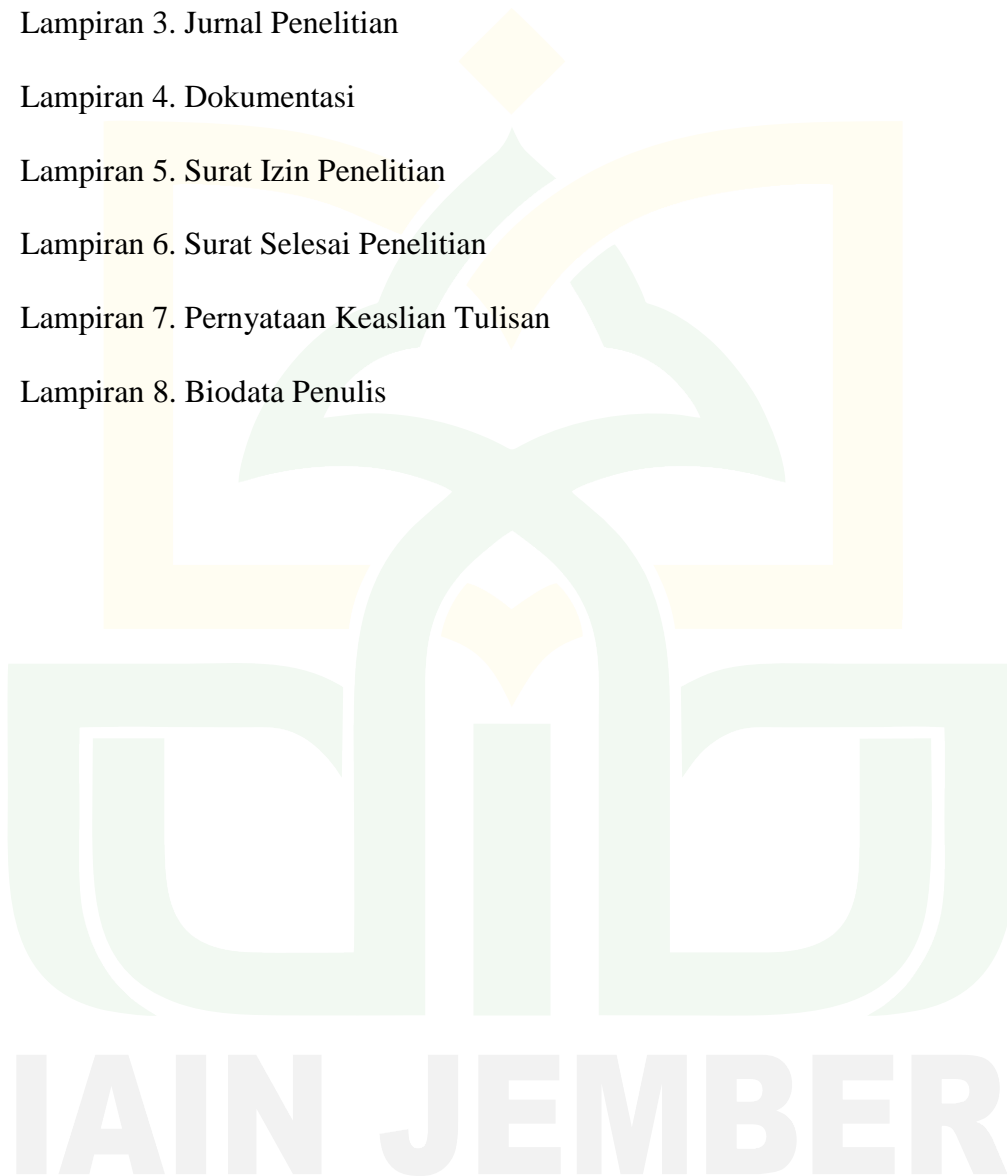 Lampiran 3. Jurnal Penelitian
Lampiran 4. Dokumentasi
Lampiran 5. Surat Izin Penelitian
Lampiran 6. Surat Selesai Penelitian
Lampiran 7. Pernyataan Keaslian Tulisan
Lampiran 8. Biodata Penulis
IAIN JEMBER